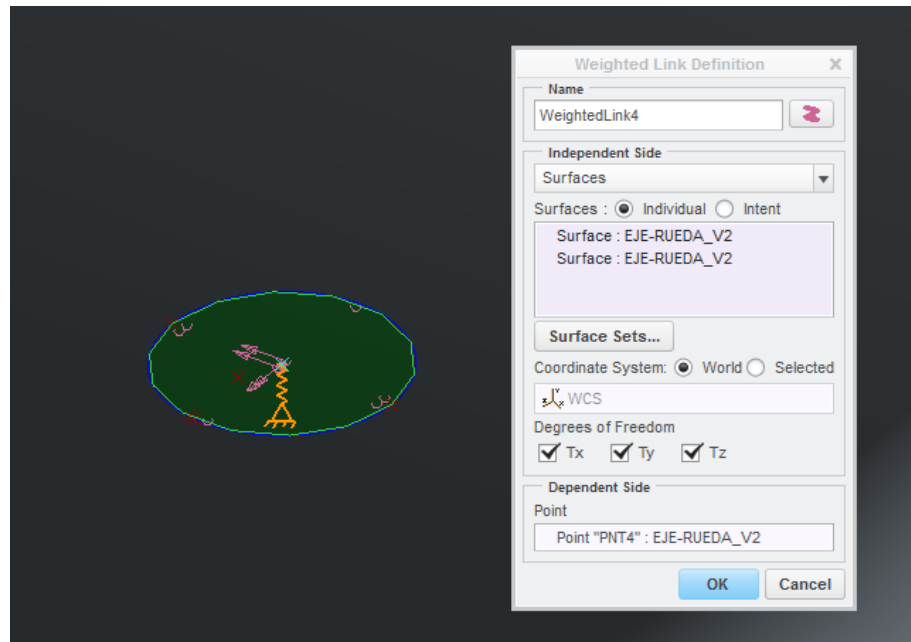 Weighted Link Definition
Name
WeightedLink4
Independent Side
Surfaces
Surfaces : Individual Intent
Surface : EJE-RUEDA_V2
Surface : EJE-RUEDA_V2
Surface Sets...
Coordinate System: World Selected
WCS
Degrees of Freedom
Tx Ty Tz
Dependent Side
Point
Point "PNT4" : EJE-RUEDA_V2
OK Cancel